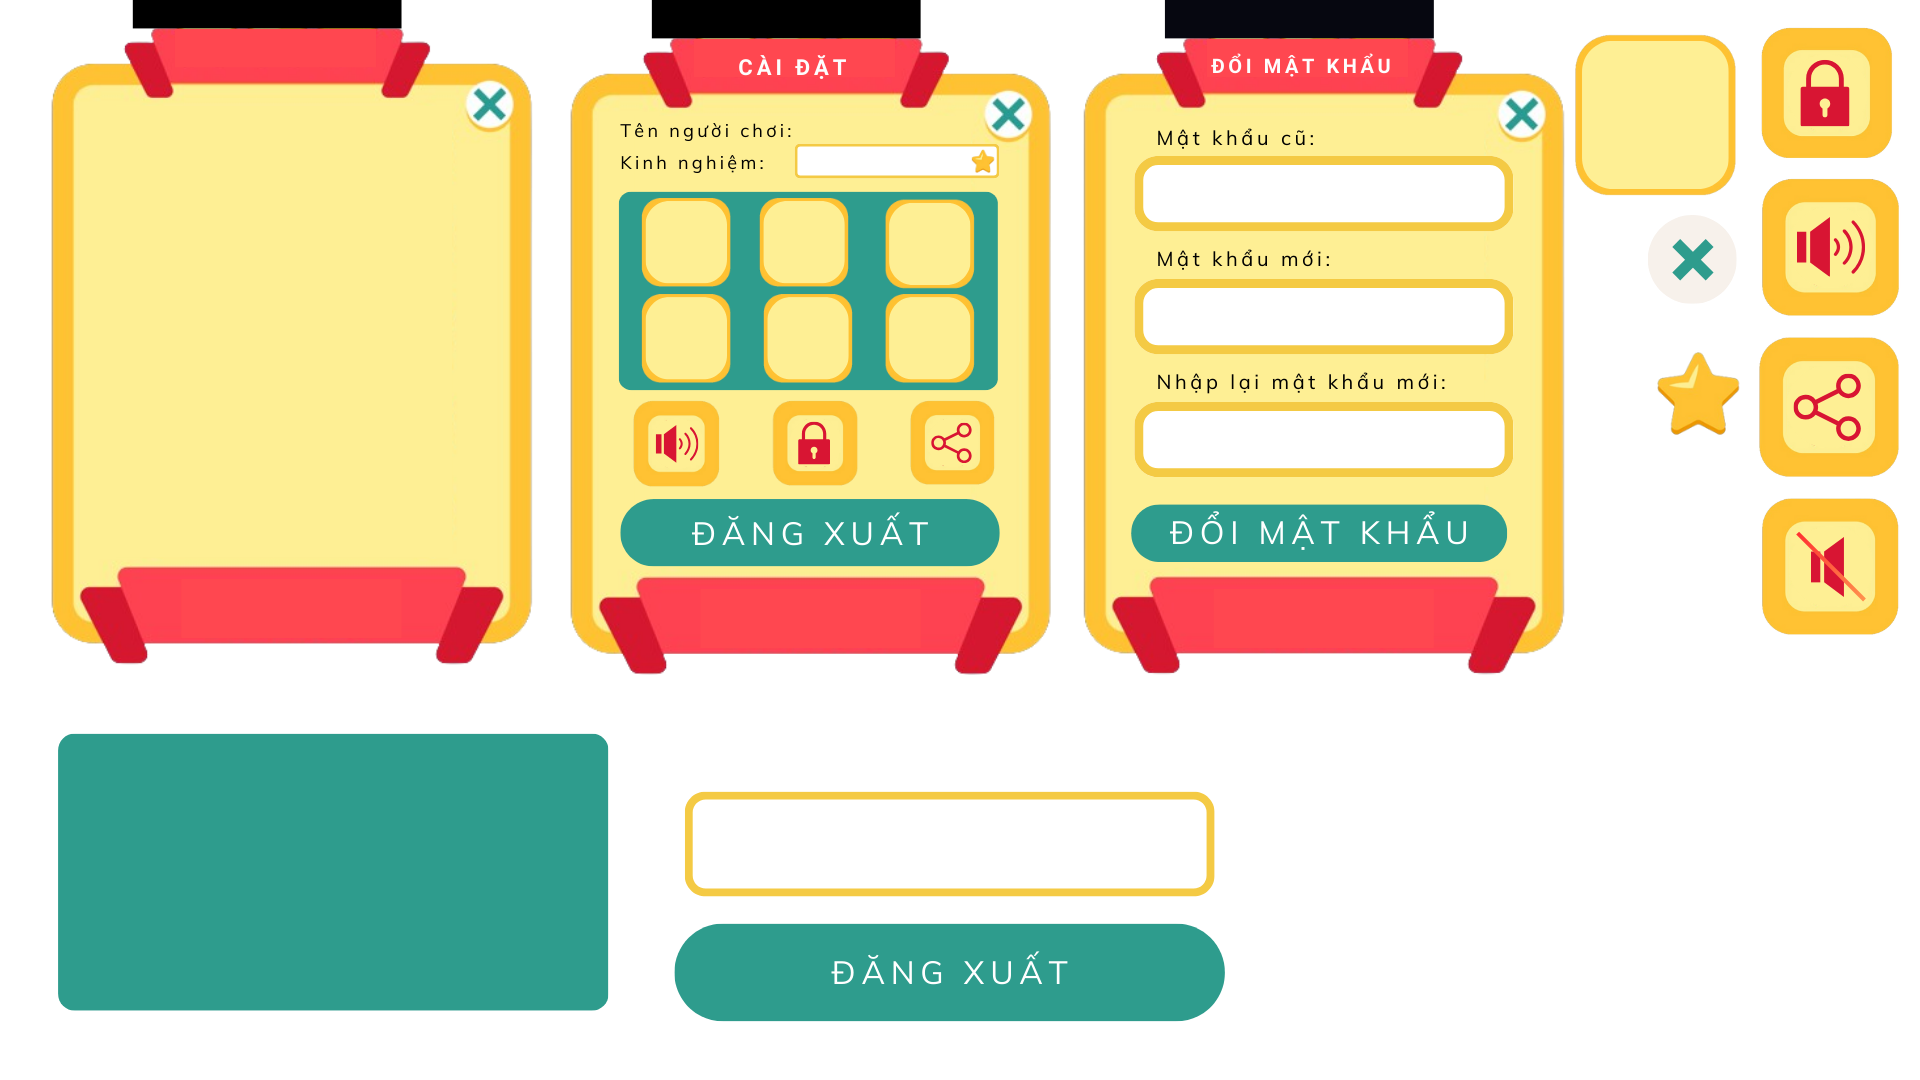 CÀI ĐẶT
Tên người chơi:
Kinh nghiệm:
ĐĂNG XUẤT
ĐỔI MẬT KHẨU
Mật khẩu cũ:
Mật khẩu mới:
Nhập lại mật khẩu mới:
ĐỔI MẬT KHẨU
ĐĂNG XUẤT